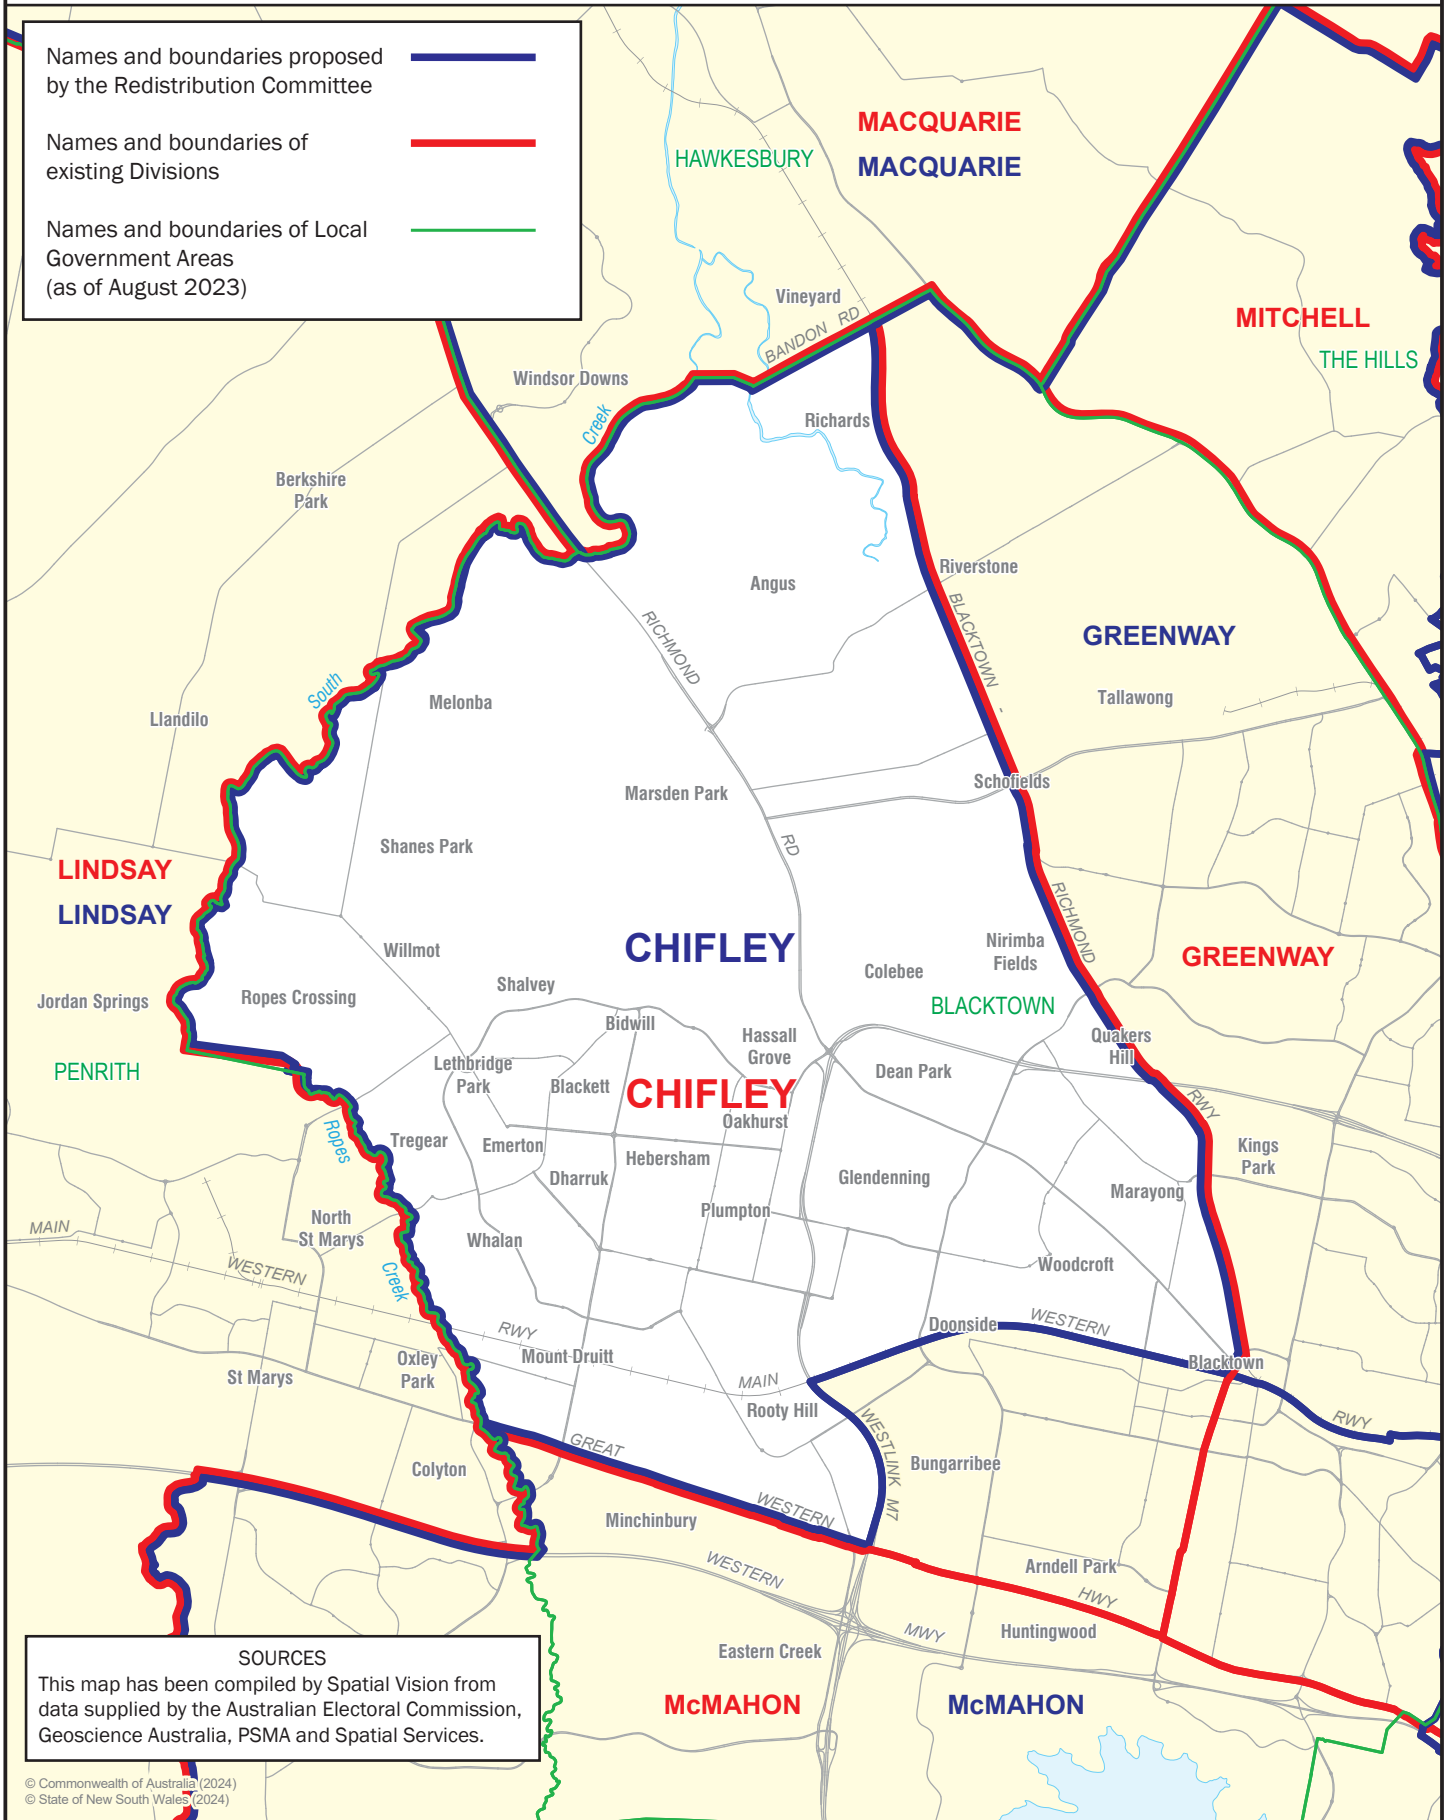 Names and boundaries proposed
by the Redistribution Committee
Names and boundaries of
existing Divisions
Names and boundaries of Local
Government Areas
(as of August 2023)
MACQUARIE
HAWKESBURY
MACQUARIE
Vineyard
BANDON RD
MITCHELL
THE HILLS
Windsor Downs
Creek
Richards
Berkshire
Park
Riverstone
Angus
BLACKTOWN -
RICHMOND
GREENWAY
South
Melonba
Tallawong
Llandilo
Schofields
Marsden Park
Shanes Park
RD
LINDSAY
LINDSAY
RICHMOND
CHIFLEY
Willmot
Nirimba
Fields
GREENWAY
Colebee
Shalvey
Jordan Springs
Ropes Crossing
BLACKTOWN
Bidwill
Hassall
Grove
Quakers
Hill
PENRITH
Lethbridge
Park
Blackett
Dean Park
CHIFLEY
RWY
Oakhurst
Ropes
Tregear
Emerton
Kings
Park
Hebersham
Dharruk
Glendenning
Marayong
Plumpton
North
St Marys
MAIN
Whalan
WESTERN
Creek
Woodcroft
Doonside
WESTERN
RWY
Mount Druitt
Blacktown
Oxley
Park
St Marys
MAIN
Rooty Hill
RWY
GREAT
WESTLINK M7
Colyton
Bungarribee
WESTERN
Minchinbury
WESTERN
Arndell Park
HWY
MWY
Huntingwood
Eastern Creek
McMAHON
McMAHON
SOURCES
This map has been compiled by Spatial Vision from
data supplied by the Australian Electoral Commission,
Geoscience Australia, PSMA and Spatial Services.
© Commonwealth of Australia (2024)
© State of New South Wales (2024)